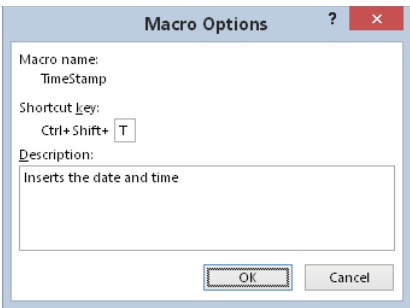 Macro Options ? ×
Macro name:
TimeStamp
Shortcut key:
Ctrl+Shift+ T
Description:
Inserts the date and time
OK Cancel